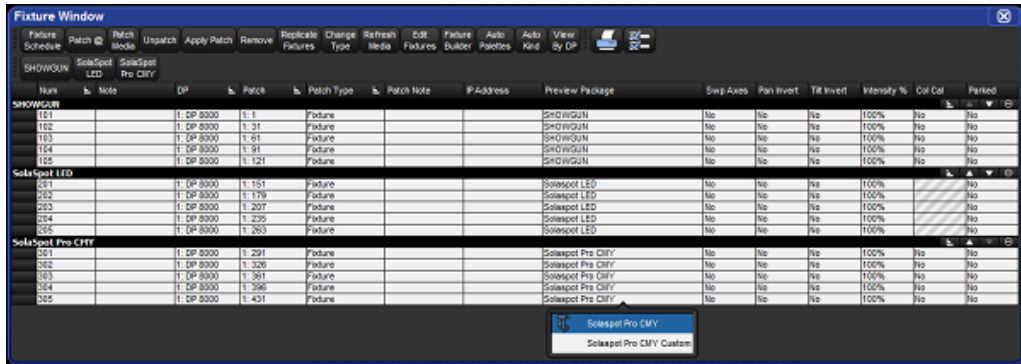 Fixture Window
Fixture Schedule Patch @ Patch Media Unpatch Apply Patch Remove Replicate Fixtures Change Type Refresh Media Edit Fixtures Fixture Builder Auto Palettes Auto Kind View By DP
SHOWGUN SolaSpot LED SolaSpot Pro CMY
Num Note DP Patch Patch Type Patch Note IP Address Preview Package Swp Axes Pan Invert Tilt Invert Intensity % Col Cal Parked
SHOWGUN
101 1: DP 8000 1: 1 Fixture SHOWGUN No No No 100% No No
102 1: DP 8000 1: 31 Fixture SHOWGUN No No No 100% No No
103 1: DP 8000 1: 61 Fixture SHOWGUN No No No 100% No No
104 1: DP 8000 1: 91 Fixture SHOWGUN No No No 100% No No
105 1: DP 8000 1: 121 Fixture SHOWGUN No No No 100% No No
SolaSpot LED
201 1: DP 8000 1: 151 Fixture Solaspot LED No No No 100% No
202 1: DP 8000 1: 179 Fixture Solaspot LED No No No 100% No
203 1: DP 8000 1: 207 Fixture Solaspot LED No No No 100% No
204 1: DP 8000 1: 235 Fixture Solaspot LED No No No 100% No
205 1: DP 8000 1: 263 Fixture Solaspot LED No No No 100% No
SolaSpot Pro CMY
301 1: DP 8000 1: 291 Fixture Solaspot Pro CMY No No No 100% No No
302 1: DP 8000 1: 326 Fixture Solaspot Pro CMY No No No 100% No No
303 1: DP 8000 1: 361 Fixture Solaspot Pro CMY No No No 100% No No
304 1: DP 8000 1: 396 Fixture Solaspot Pro CMY No No No 100% No No
305 1: DP 8000 1: 431 Fixture Solaspot Pro CMY No No No 100% No No
Solaspot Pro CMY
Solaspot Pro CMY Custom